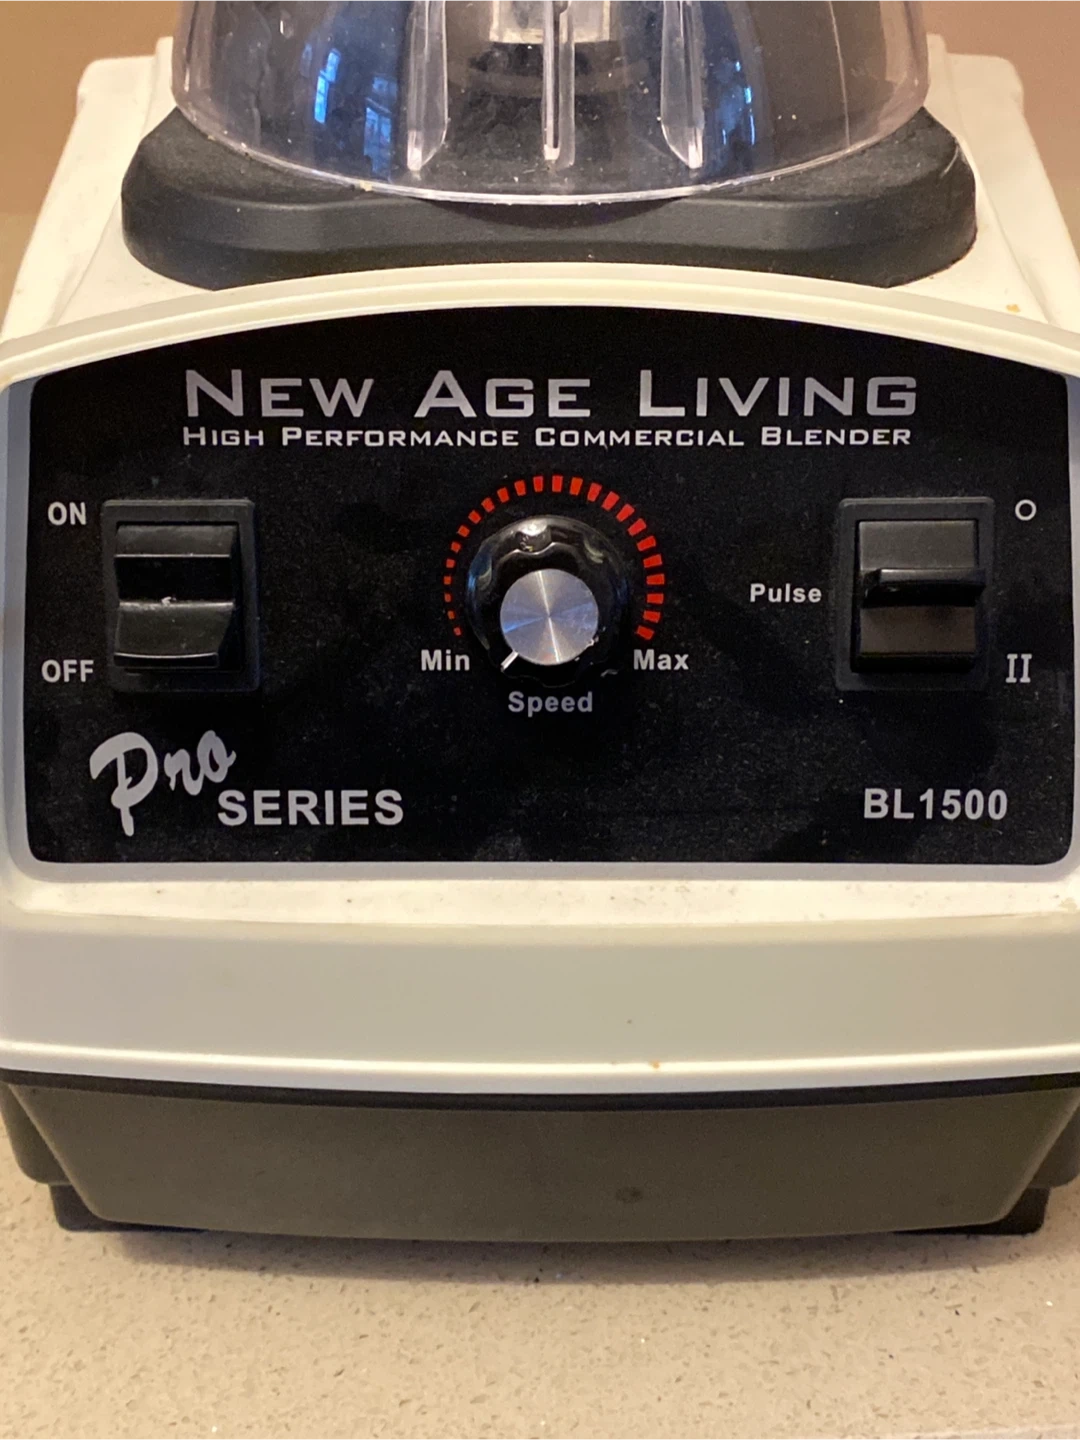 NEW AGE LIVING
HIGH PERFORMANCE COMMERCIAL BLENDER
ON
OFF
Min
Max
Speed
Pulse
O
II
Pro
SERIES
BL1500